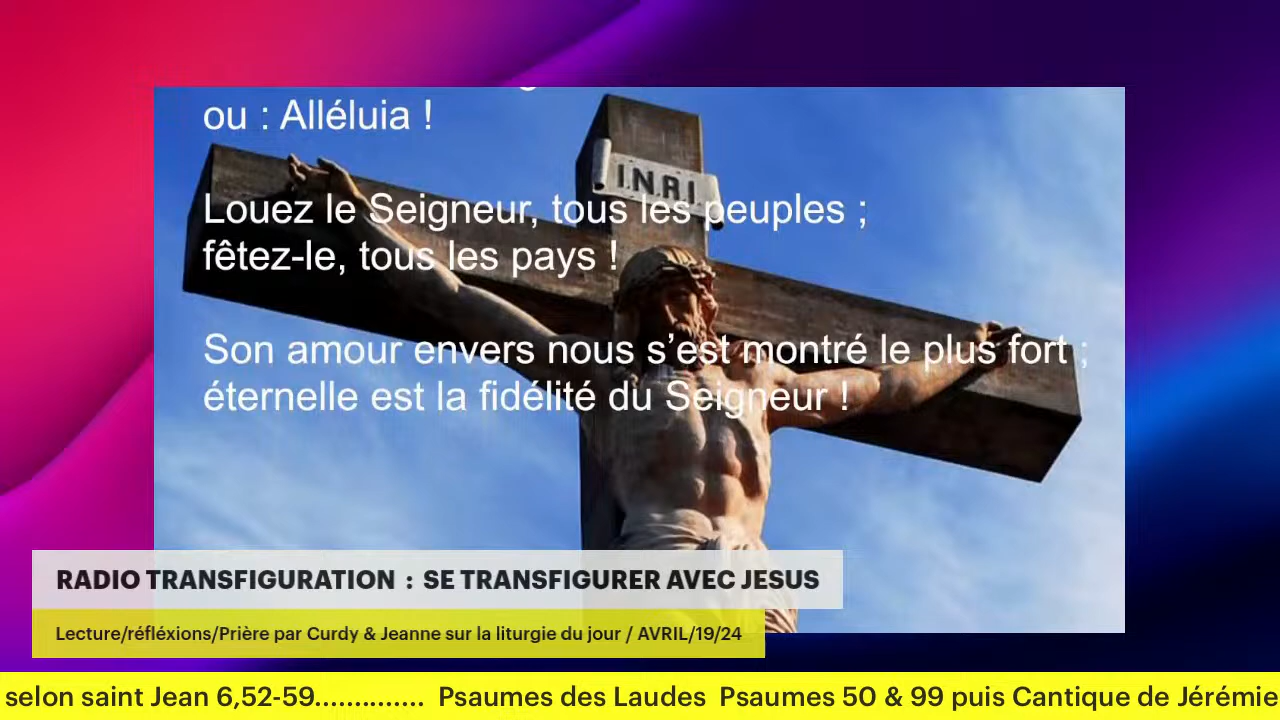 ou : Alléluia !
I.N.R.I.
Louez le Seigneur, tous les peuples ;
fêtez-le, tous les pays !
Son amour envers nous s’est montré le plus fort ;
éternelle est la fidélité du Seigneur !
RADIO TRANSFIGURATION : SE TRANSFIGURER AVEC JESUS
Lecture/réfléxions/Prière par Curdy & Jeanne sur la liturgie du jour / AVRIL/19/24
selon saint Jean 6,52-59.............. Psaumes des Laudes Psaumes 50 & 99 puis Cantique de Jérémie